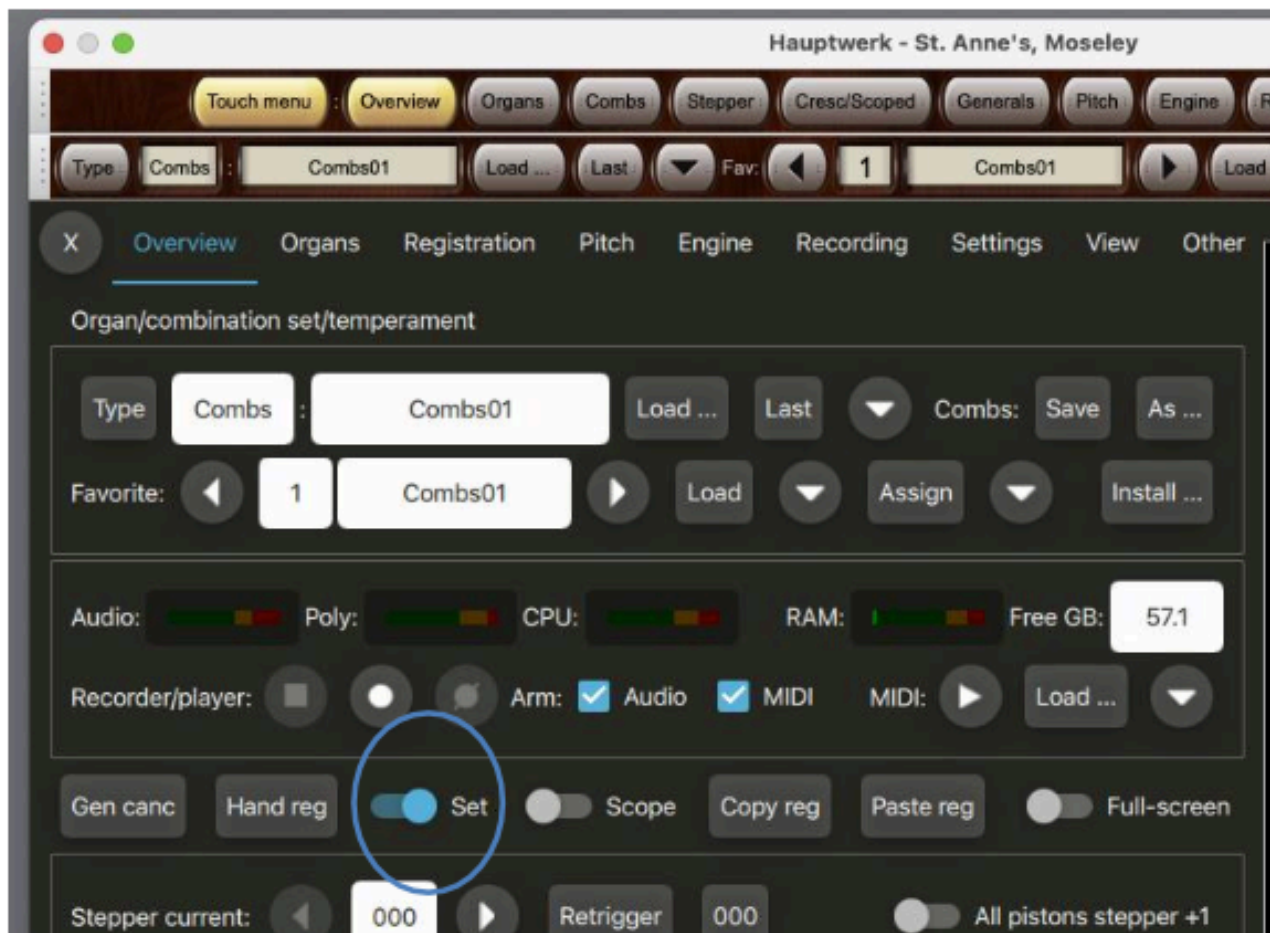 Hauptwerk - St. Anne's, Moseley
Touch menu : Overview Organs Combs Stepper Cresc/Scoped Generals Pitch Engine R
Type Combs : Combs01 Load ... Last Fav: 1 Combs01 Load
X Overview Organs Registration Pitch Engine Recording Settings View Other
Organ/combination set/temperament
Type Combs : Combs01 Load ... Last Combs: Save As ...
Favorite: 1 Combs01 Load Assign Install ...
Audio: Poly: CPU: RAM: Free GB: 57.1
Recorder/player: Arm: Audio MIDI MIDI: Load ...
Gen canc Hand reg Set Scope Copy reg Paste reg Full-screen
Stepper current: 000 Retrigger 000 All pistons stepper +1